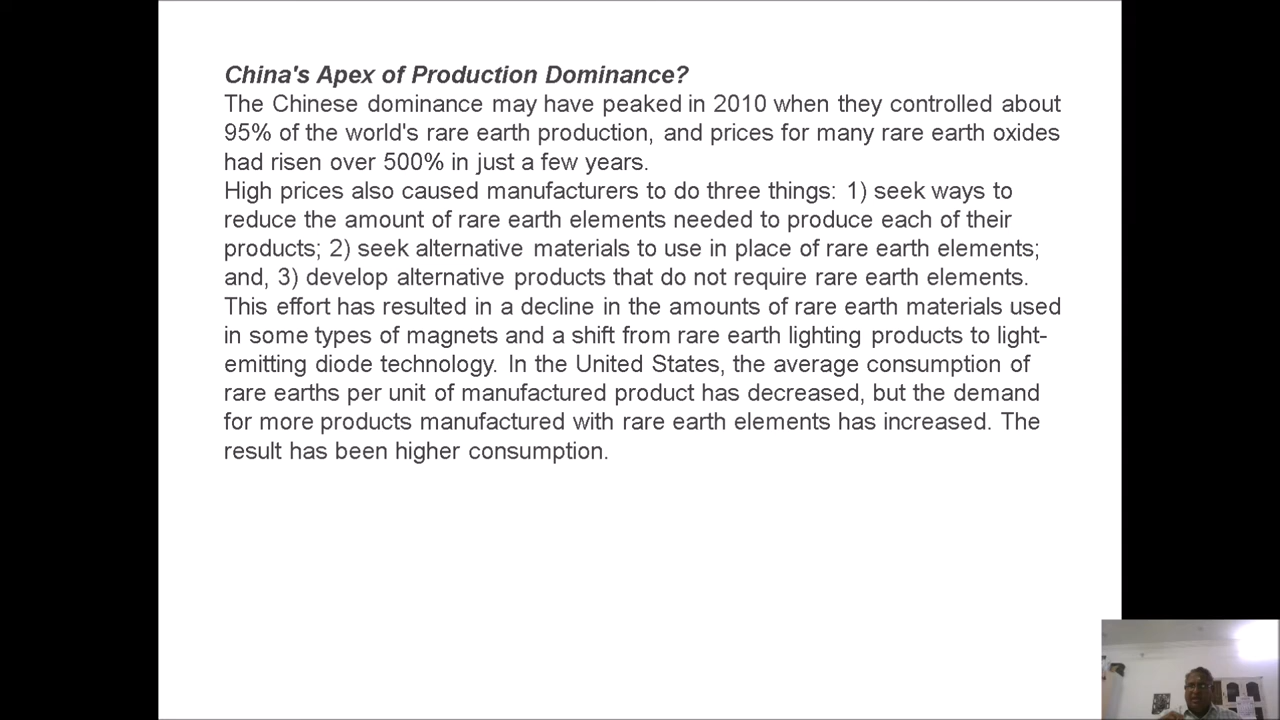 China's Apex of Production Dominance?
The Chinese dominance may have peaked in 2010 when they controlled about
95% of the world's rare earth production, and prices for many rare earth oxides
had risen over 500% in just a few years.
High prices also caused manufacturers to do three things: 1) seek ways to
reduce the amount of rare earth elements needed to produce each of their
products; 2) seek alternative materials to use in place of rare earth elements;
and, 3) develop alternative products that do not require rare earth elements.
This effort has resulted in a decline in the amounts of rare earth materials used
in some types of magnets and a shift from rare earth lighting products to light-
emitting diode technology. In the United States, the average consumption of
rare earths per unit of manufactured product has decreased, but the demand
for more products manufactured with rare earth elements has increased. The
result has been higher consumption.